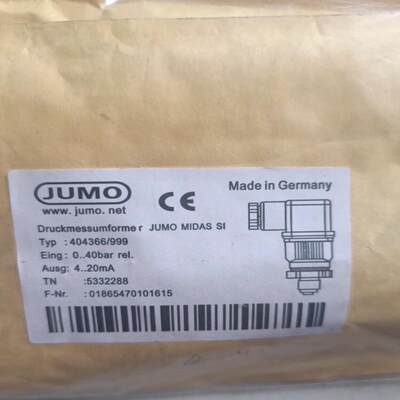 JUMO
www.jumo.net
CE
Made in Germany
Druckmessumformer JUMO MIDAS SI
Typ :404366/999
Eing : 0..40bar rel.
Ausg: 4..20mA
TN :5332288
F-Nr. : 01865470101615